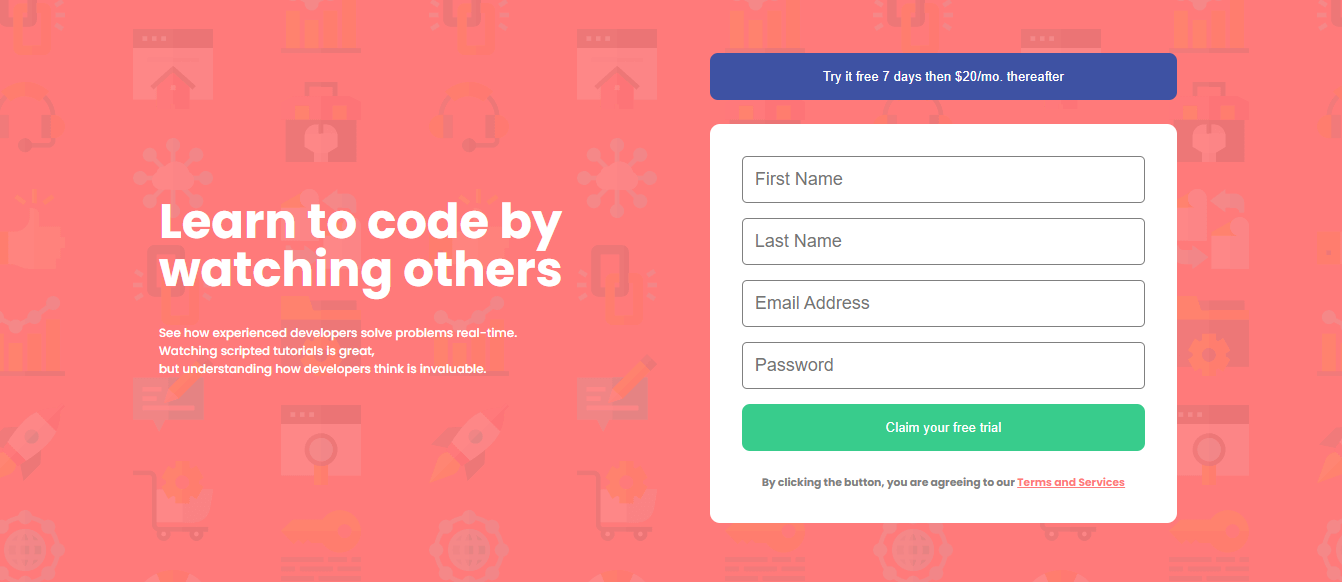 Learn to code by
watching others
See how experienced developers solve problems real-time.
Watching scripted tutorials is great,
but understanding how developers think is invaluable.
Try it free 7 days then $20/mo. thereafter
First Name
Last Name
Email Address
Password
Claim your free trial
By clicking the button, you are agreeing to our Terms and Services